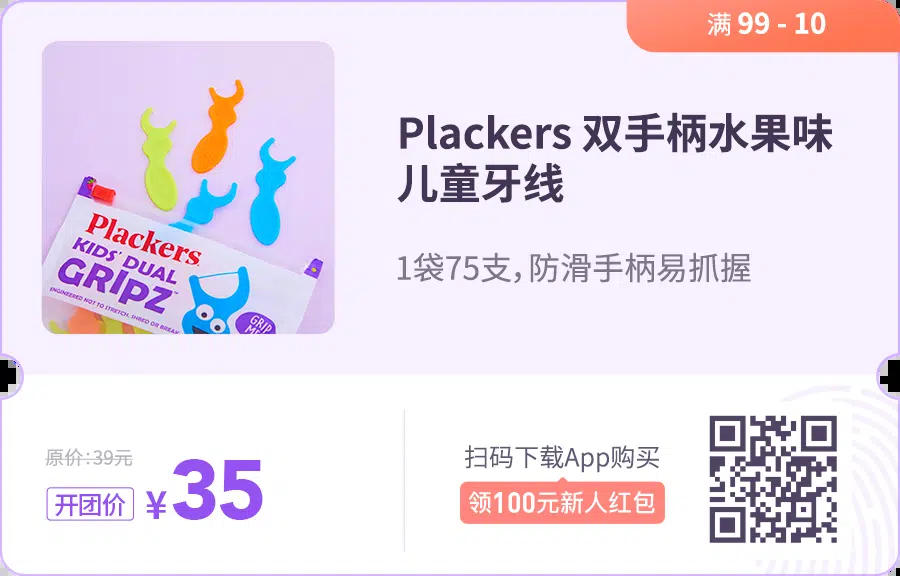 满 99 - 10
Plackers 双手柄水果味
儿童牙线
1袋75支，防滑手柄易抓握
Plackers
KIDS' DUAL
GRIPZ™
ENGINEERED NOT TO STRETCH, SHRED OR BREAK
GRIP
ME
原价：39元
开团价 ¥35
扫码下载App购买
领100元新人红包